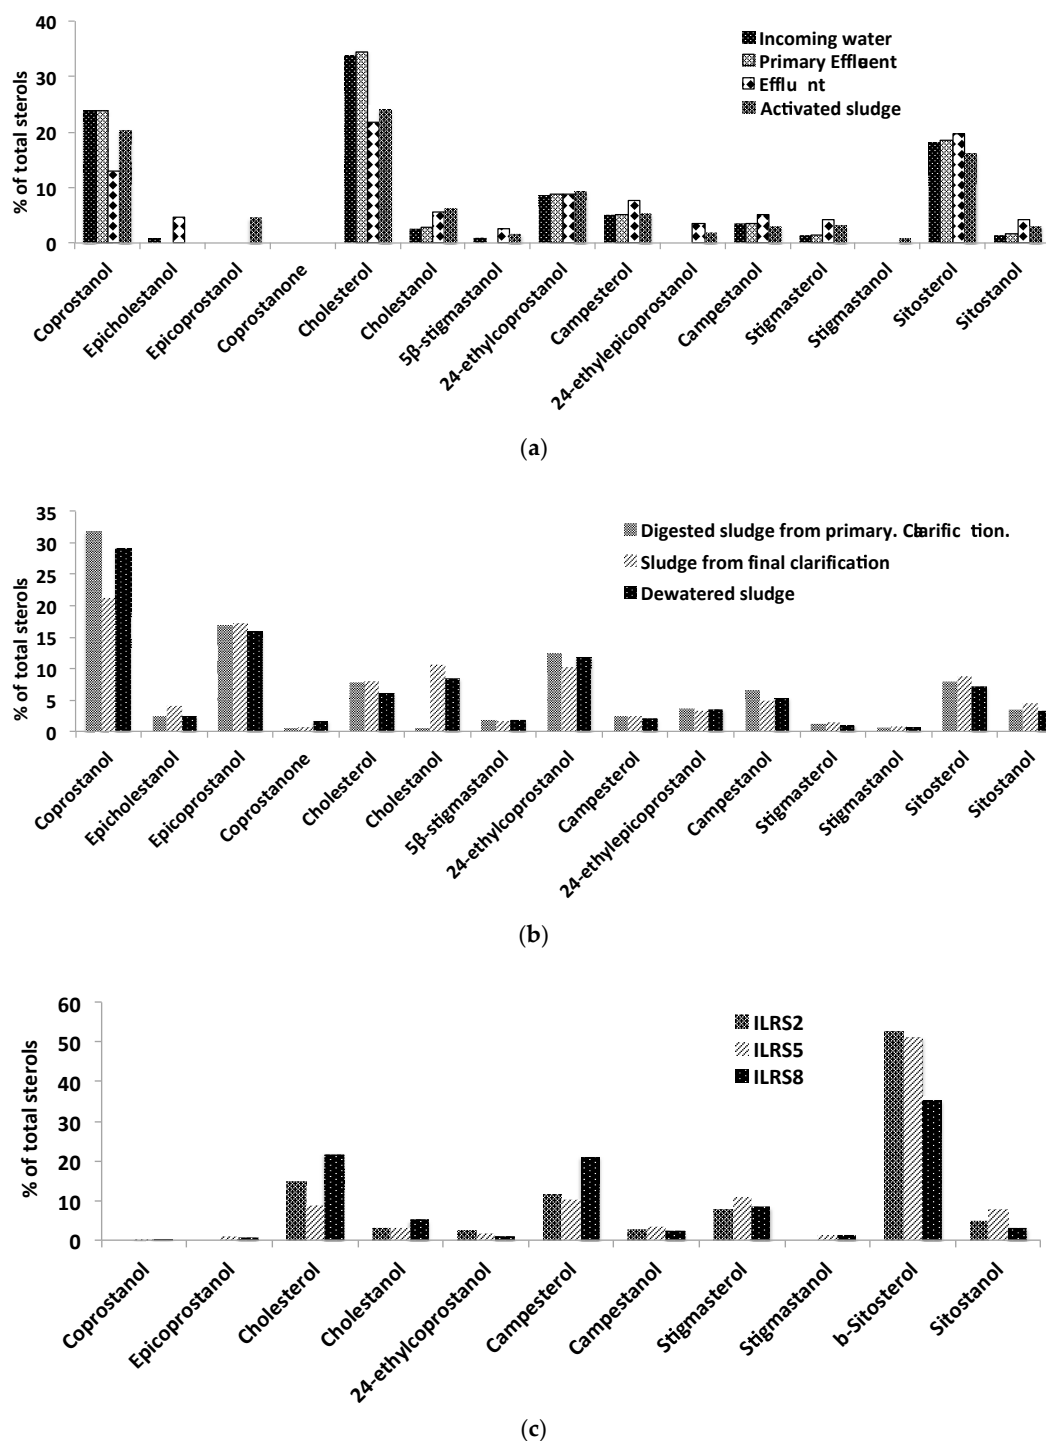 40
30
20
10
0
% of total sterols
Incoming water
Primary Effluent
Efflu nt
Activated sludge
Coprostanol
Epicholestanol
Epicoprostanol
Coprostanone
Cholesterol
Cholestanol
5β-stigmastanol
24-ethylcoprostanol
Campesterol
24-ethylepicoprostanol
Campestanol
Stigmasterol
Stigmastanol
Sitosterol
Sitostanol
(a)
35
30
25
20
15
10
5
0
% of total sterols
Digested sludge from primary. Clarific tion.
Sludge from final clarification
Dewatered sludge
Coprostanol
Epicholestanol
Epicoprostanol
Coprostanone
Cholesterol
Cholestanol
5β-stigmastanol
24-ethylcoprostanol
Campesterol
24-ethylepicoprostanol
Campestanol
Stigmasterol
Stigmastanol
Sitosterol
Sitostanol
(b)
60
50
40
30
20
10
0
% of total sterols
ILRS2
ILRS5
ILRS8
Coprostanol
Epicoprostanol
Cholesterol
Cholestanol
24-ethylcoprostanol
Campesterol
Campestanol
Stigmasterol
Stigmastanol
b-Sitosterol
Sitostanol
(c)